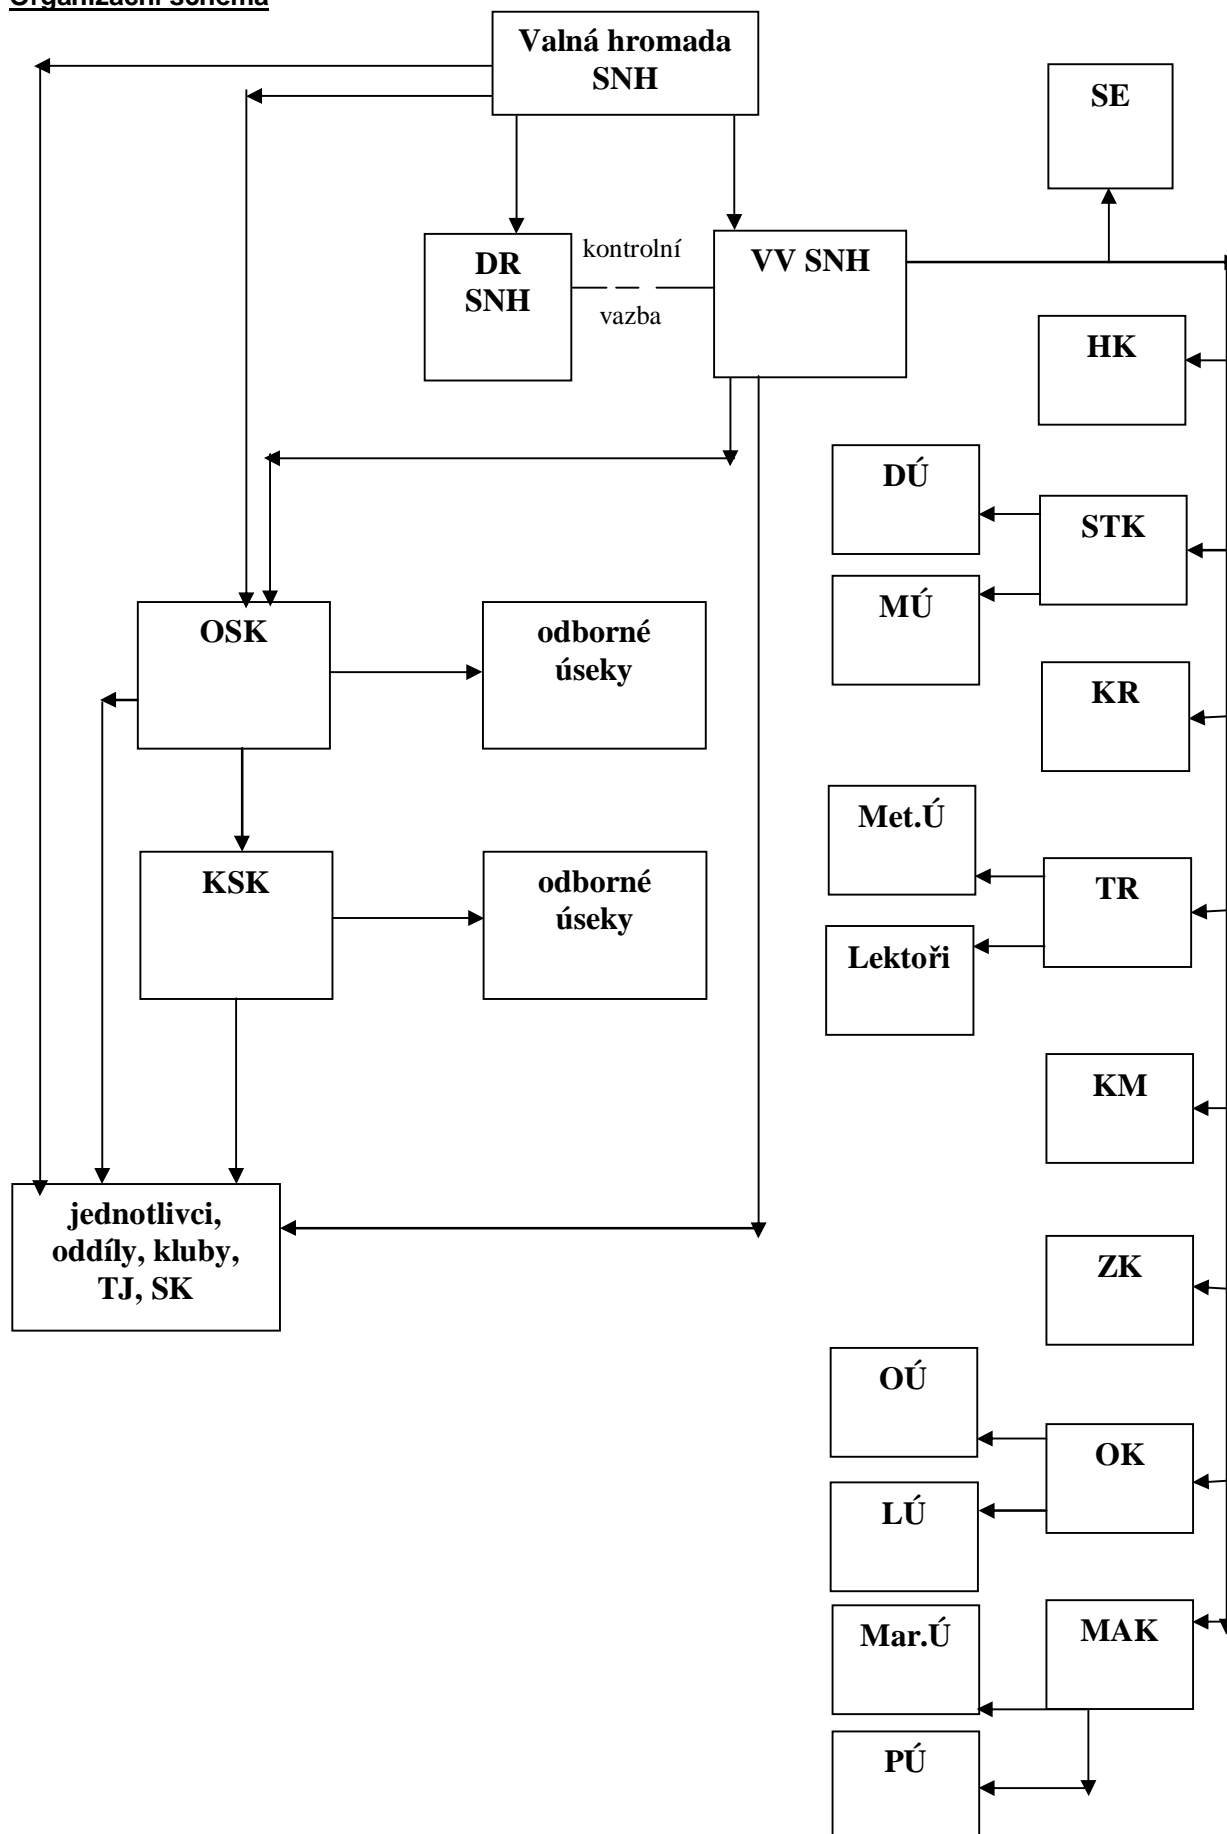 Organizační schéma
Valná hromada
SNH
SE
DR
SNH
kontrolní
vazba
VV SNH
HK
DÚ
STK
MÚ
OSK
odborné
úseky
KR
Met.Ú
TR
KSK
odborné
úseky
Lektoři
KM
jednotlivci,
oddíly, kluby,
TJ, SK
ZK
OÚ
OK
LÚ
Mar.Ú
MAK
PÚ